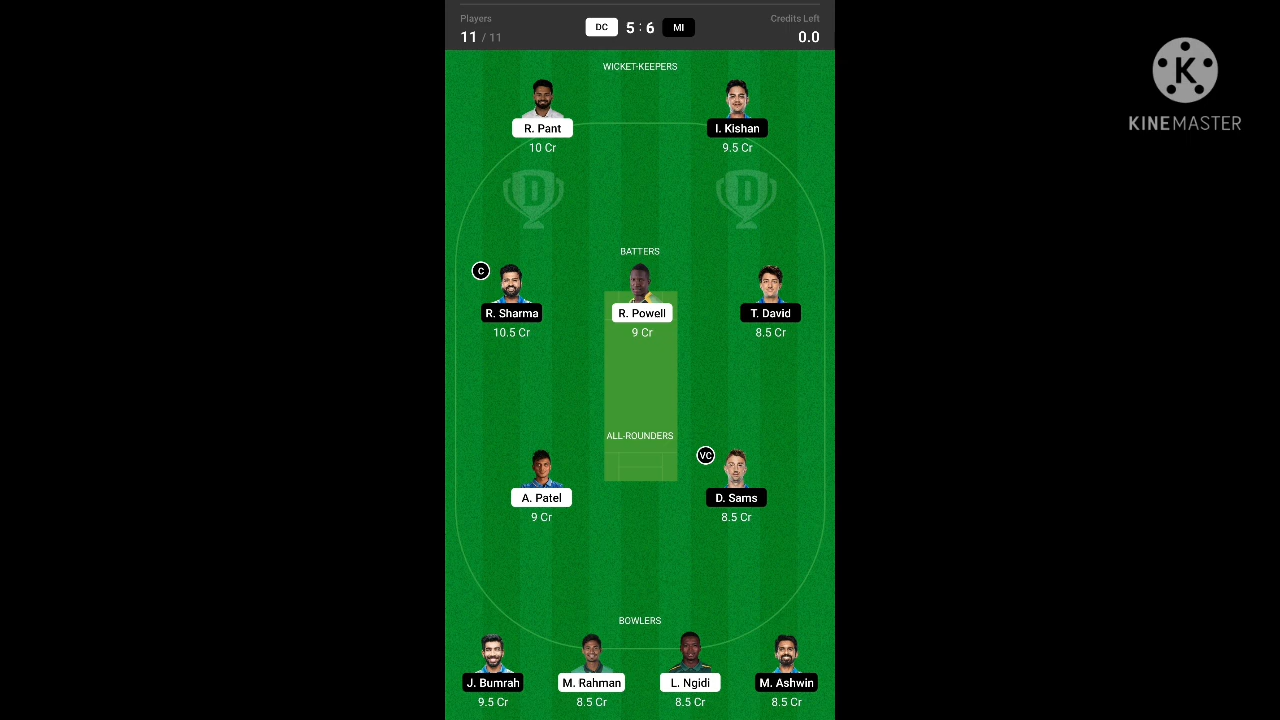 Players
DC 5 : 6 MI
Credits Left
11 / 11
0.0
WICKET-KEEPERS
R. Pant
I. Kishan
10 Cr
9.5 Cr
D
D
BATTERS
C
R. Sharma
R. Powell
T. David
10.5 Cr
9 Cr
8.5 Cr
ALL-ROUNDERS
VC
A. Patel
D. Sams
9 Cr
8.5 Cr
BOWLERS
J. Bumrah
M. Rahman
L. Ngidi
M. Ashwin
9.5 Cr
8.5 Cr
8.5 Cr
8.5 Cr
K
KINEMASTER